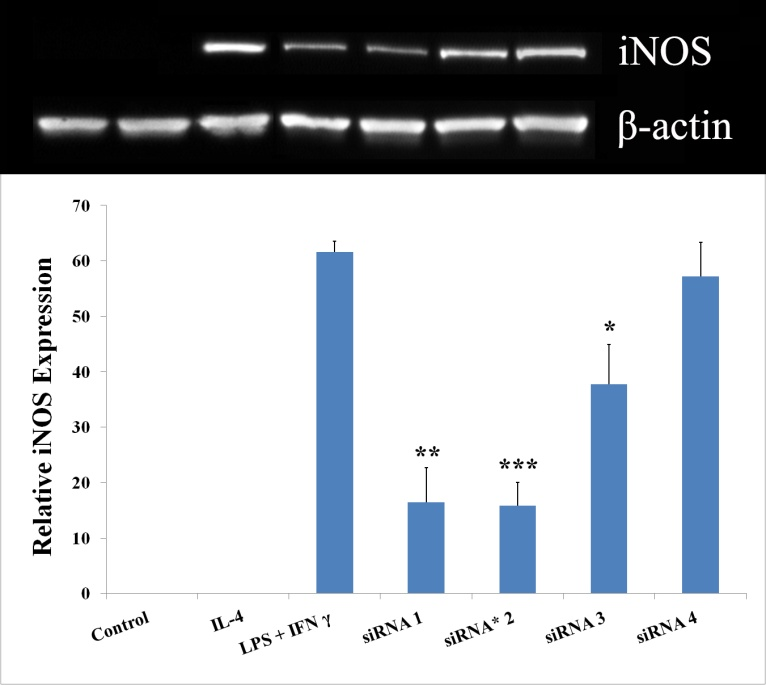 iNOS
β-actin
Relative iNOS Expression
70
60
50
40
30
20
10
0
**
***
*
Control
IL-4
LPS + IFN γ
siRNA 1
siRNA* 2
siRNA 3
siRNA 4